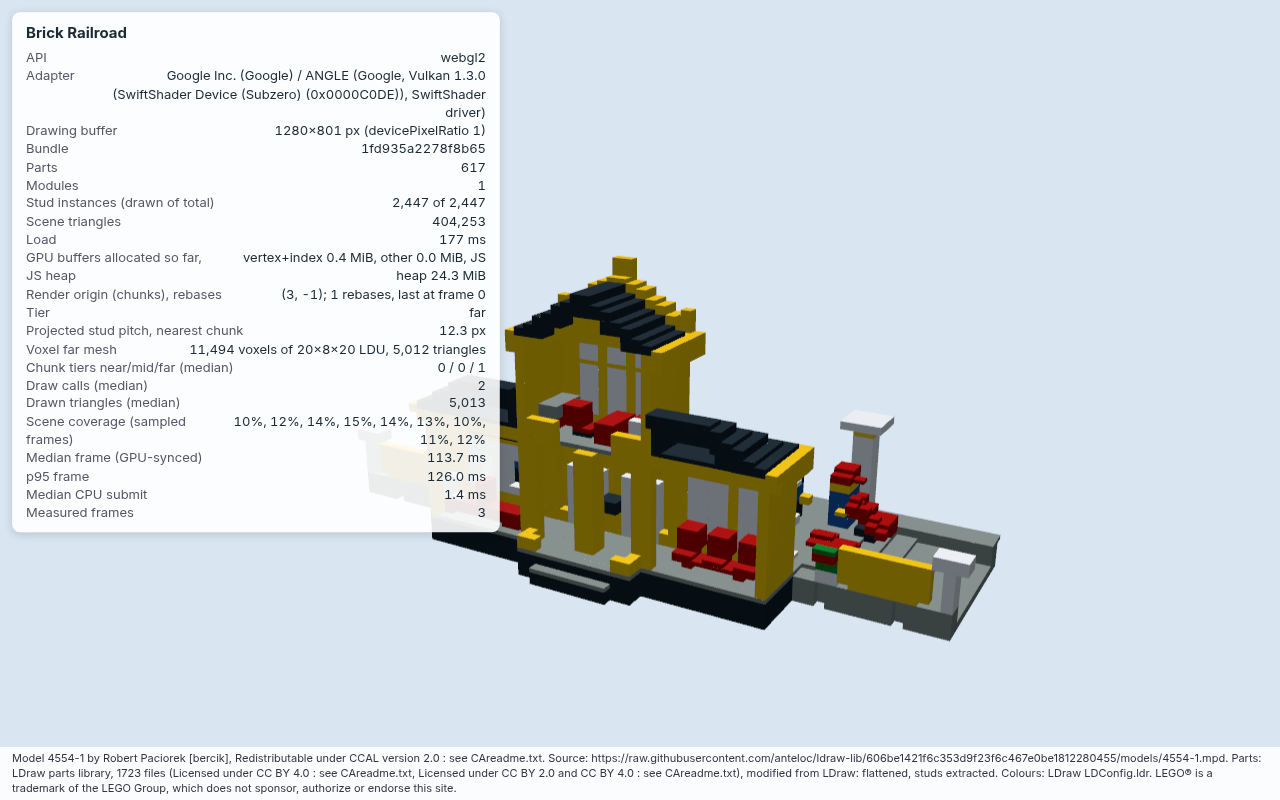 Brick Railroad
API webgl2
Adapter Google Inc. (Google) / ANGLE (Google, Vulkan 1.3.0
(SwiftShader Device (Subzero) (0x0000C0DE)), SwiftShader
driver)
Drawing buffer 1280×801 px (devicePixelRatio 1)
Bundle 1fd935a2278f8b65
Parts 617
Modules 1
Stud instances (drawn of total) 2,447 of 2,447
Scene triangles 404,253
Load 177 ms
GPU buffers allocated so far, vertex+index 0.4 MiB, other 0.0 MiB, JS
JS heap heap 24.3 MiB
Render origin (chunks), rebases (3, -1); 1 rebases, last at frame 0
Tier far
Projected stud pitch, nearest chunk 12.3 px
Voxel far mesh 11,494 voxels of 20×8×20 LDU, 5,012 triangles
Chunk tiers near/mid/far (median) 0 / 0 / 1
Draw calls (median) 2
Drawn triangles (median) 5,013
Scene coverage (sampled 10%, 12%, 14%, 15%, 14%, 13%, 10%,
frames) 11%, 12%
Median frame (GPU-synced) 113.7 ms
p95 frame 126.0 ms
Median CPU submit 1.4 ms
Measured frames 3
Model 4554-1 by Robert Paciorek [bercik], Redistributable under CCAL version 2.0 : see CAreadme.txt. Source: https://raw.githubusercontent.com/anteloc/ldraw-lib/606be1421f6c353d9f23f6c467e0be1812280455/models/4554-1.mpd. Parts:
LDraw parts library, 1723 files (Licensed under CC BY 4.0 : see CAreadme.txt, Licensed under CC BY 2.0 and CC BY 4.0 : see CAreadme.txt), modified from LDraw: flattened, studs extracted. Colours: LDraw LDConfig.ldr. LEGO® is a
trademark of the LEGO Group, which does not sponsor, authorize or endorse this site.